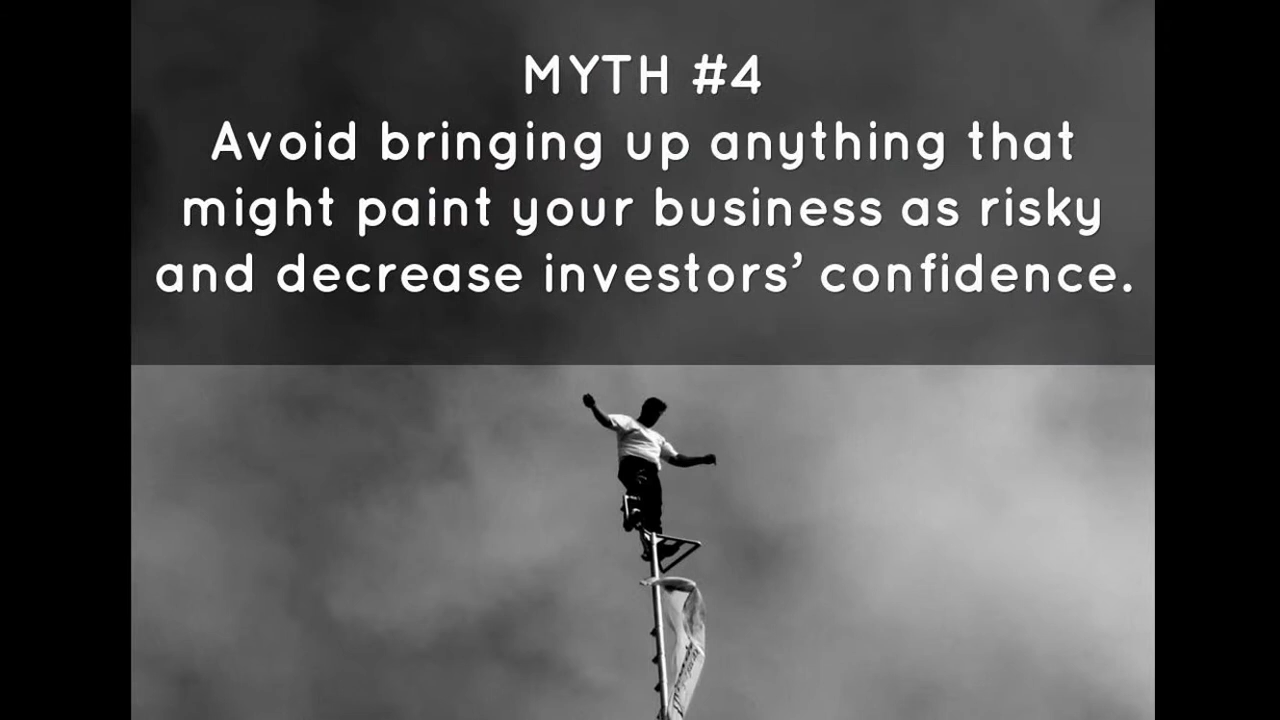 MYTH #4
Avoid bringing up anything that
might paint your business as risky
and decrease investors’ confidence.